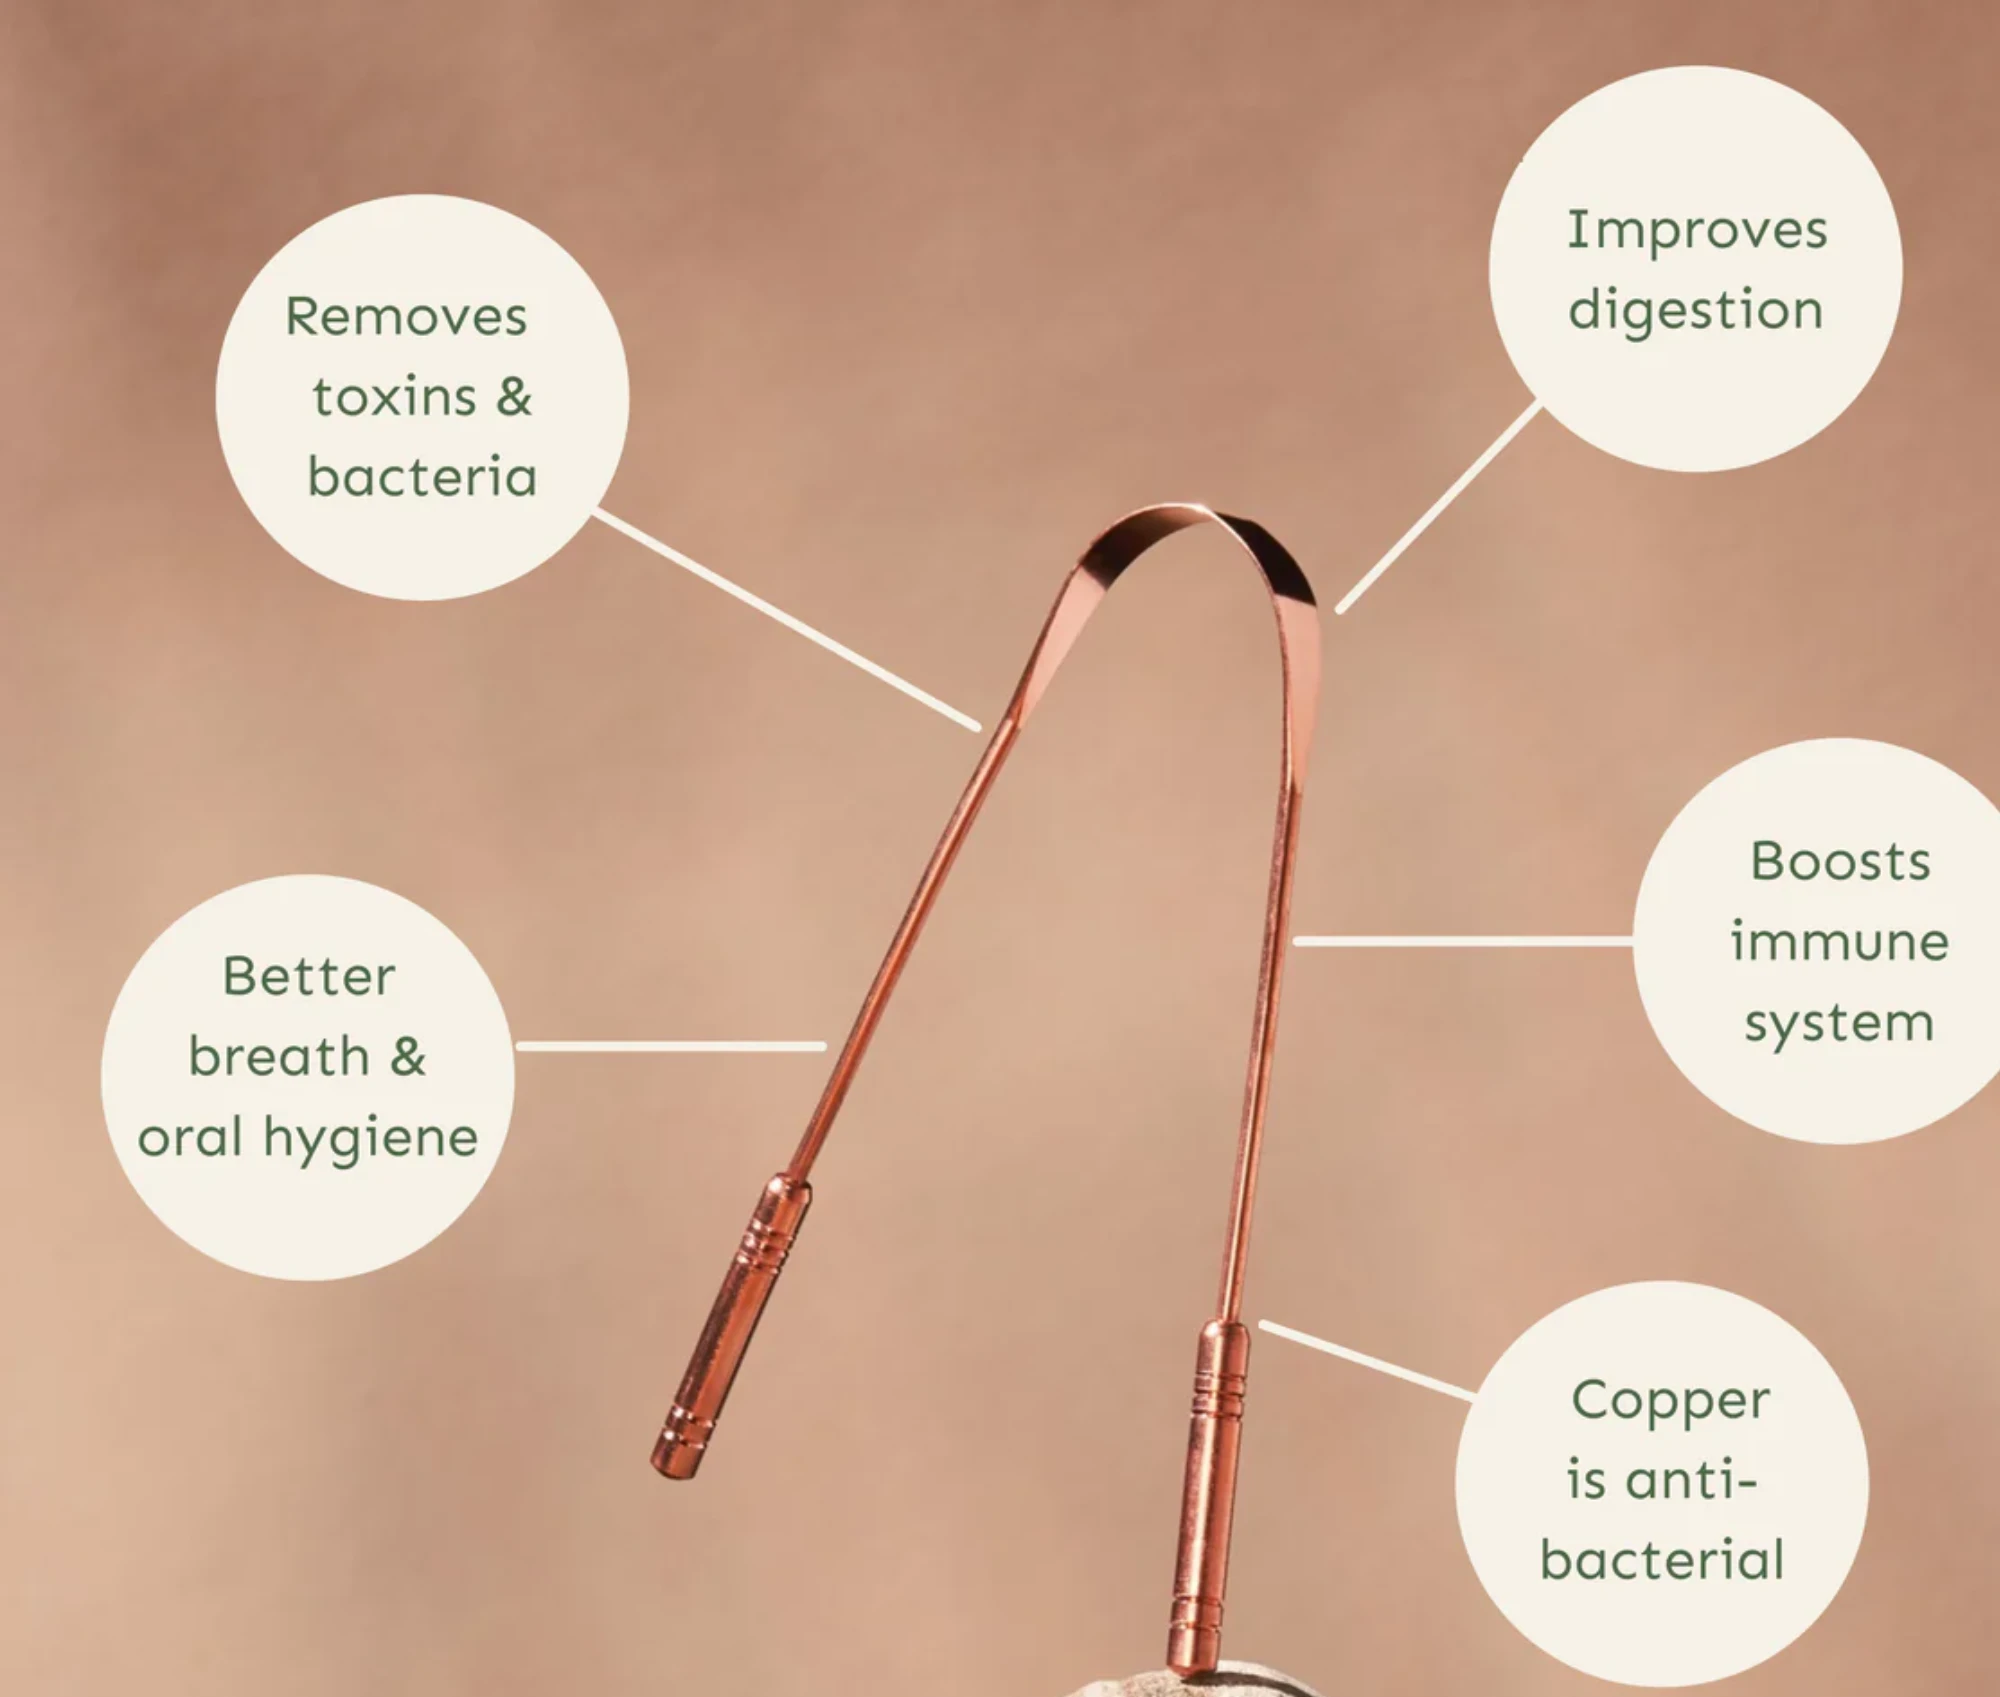 Improves
digestion
Removes
toxins &
bacteria
Boosts
immune
system
Better
breath &
oral hygiene
Copper
is anti-
bacterial